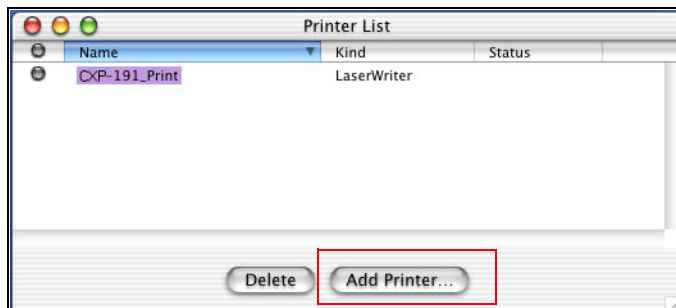 Printer List
Name Kind Status
CXP-191_Print LaserWriter
Delete Add Printer...